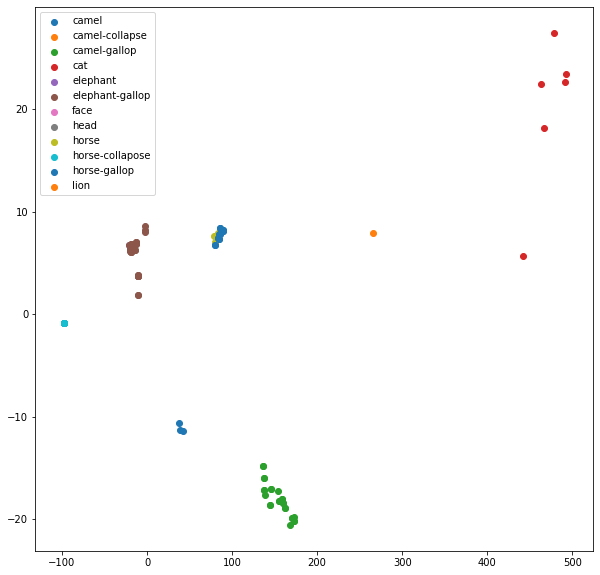 camel
camel-collapse
camel-gallop
cat
elephant
elephant-gallop
face
head
horse
horse-collapose
horse-gallop
lion
20
10
0
−10
−20
−100
0
100
200
300
400
500